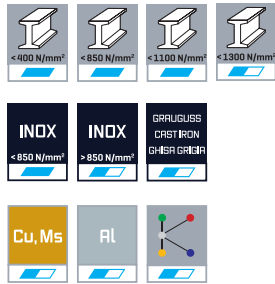 <400 N/mm² <850 N/mm² <1100 N/mm² <1300 N/mm²
INOX INOX GRAUGUSS
CAST IRON
<850 N/mm² >850 N/mm² GHISA GRIGIA
Cu, Ms Al